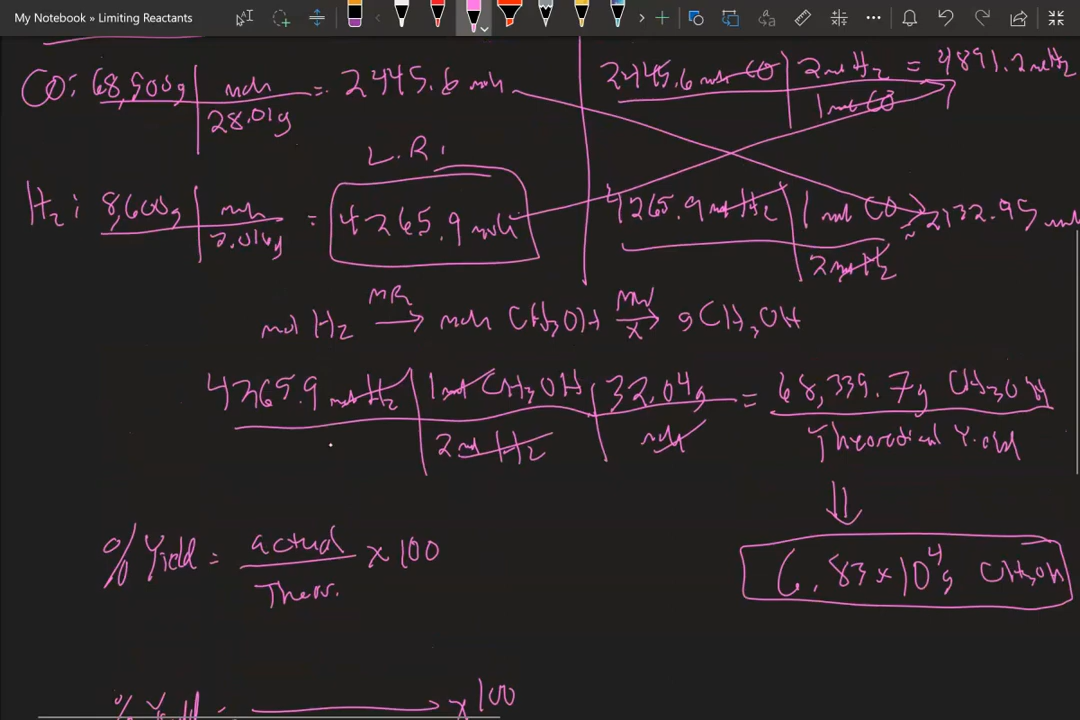 My Notebook > Limiting Reactants
CO: 68,500g | mol / 28.01g = 2445.6 mol
2445.6 mol CO | 2 mol H2 / 1 mol CO = 4891.2 mol H2
L.R.
H2: 8,600g | mol / 2.016g = 4265.9 mol
4265.9 mol H2 | 1 mol CO / 2 mol H2 = 2132.95 mol
mol H2 MR → mol CH3OH MW x → g CH3OH
4265.9 mol H2 | 1 mol CH3OH / 2 mol H2 | 32.04g / mol = 68,339.7g CH3OH
Theoretical Yield
⇓
% Yield = actual / Theor. x 100
6.83 x 10^4 g CH3OH
% Yield = x 100